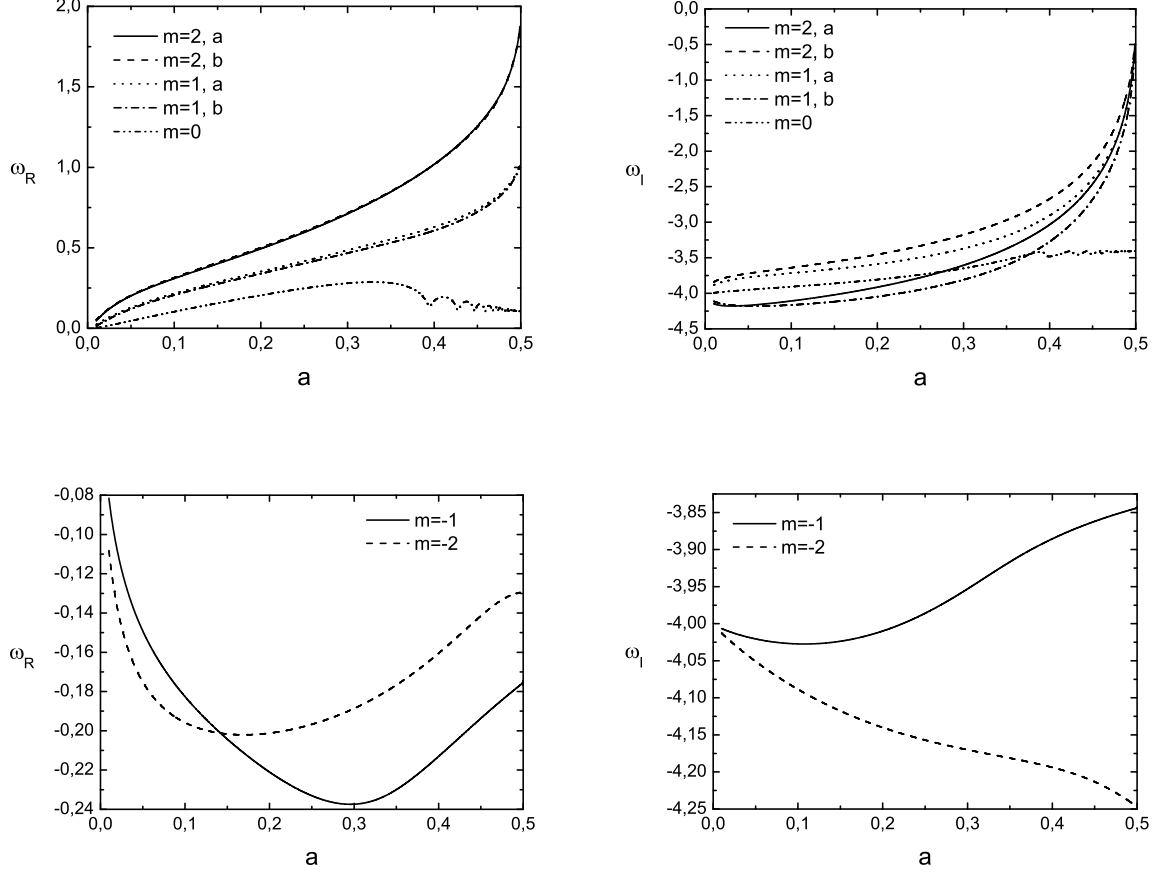 2,0
1,5
1,0
0,5
0,0
ωR
m=2, a
m=2, b
m=1, a
m=1, b
m=0
0,0 0,1 0,2 0,3 0,4 0,5
a
0,0
-0,5
-1,0
-1,5
-2,0
-2,5
-3,0
-3,5
-4,0
-4,5
ωI
m=2, a
m=2, b
m=1, a
m=1, b
m=0
0,0 0,1 0,2 0,3 0,4 0,5
a
-0,08
-0,10
-0,12
-0,14
-0,16
-0,18
-0,20
-0,22
-0,24
ωR
m=-1
m=-2
0,0 0,1 0,2 0,3 0,4 0,5
a
-3,85
-3,90
-3,95
-4,00
-4,05
-4,10
-4,15
-4,20
-4,25
ωI
m=-1
m=-2
0,0 0,1 0,2 0,3 0,4 0,5
a